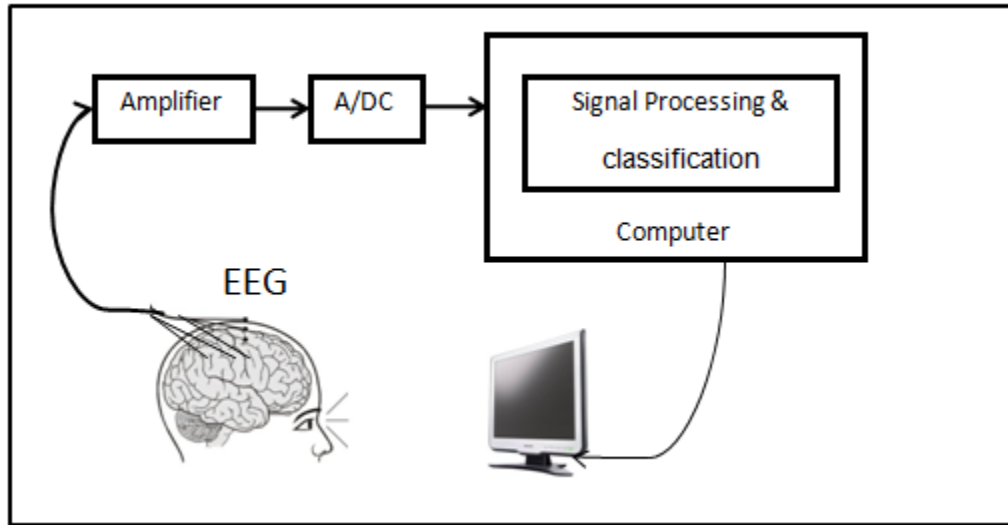 Amplifier
A/DC
Signal Processing &
classification
Computer
EEG